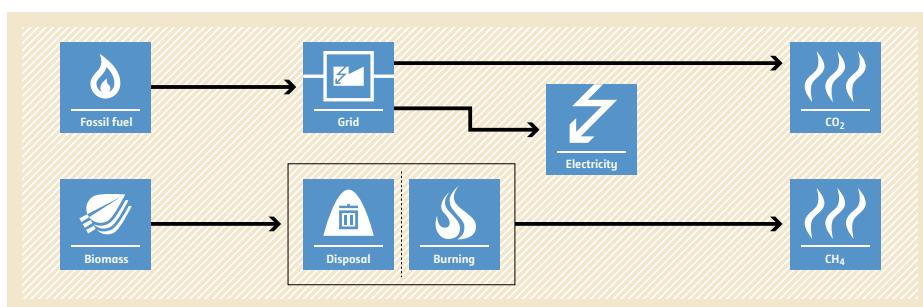 Fossil fuel
Grid
Electricity
CO₂
Biomass
Disposal
Burning
CH₄